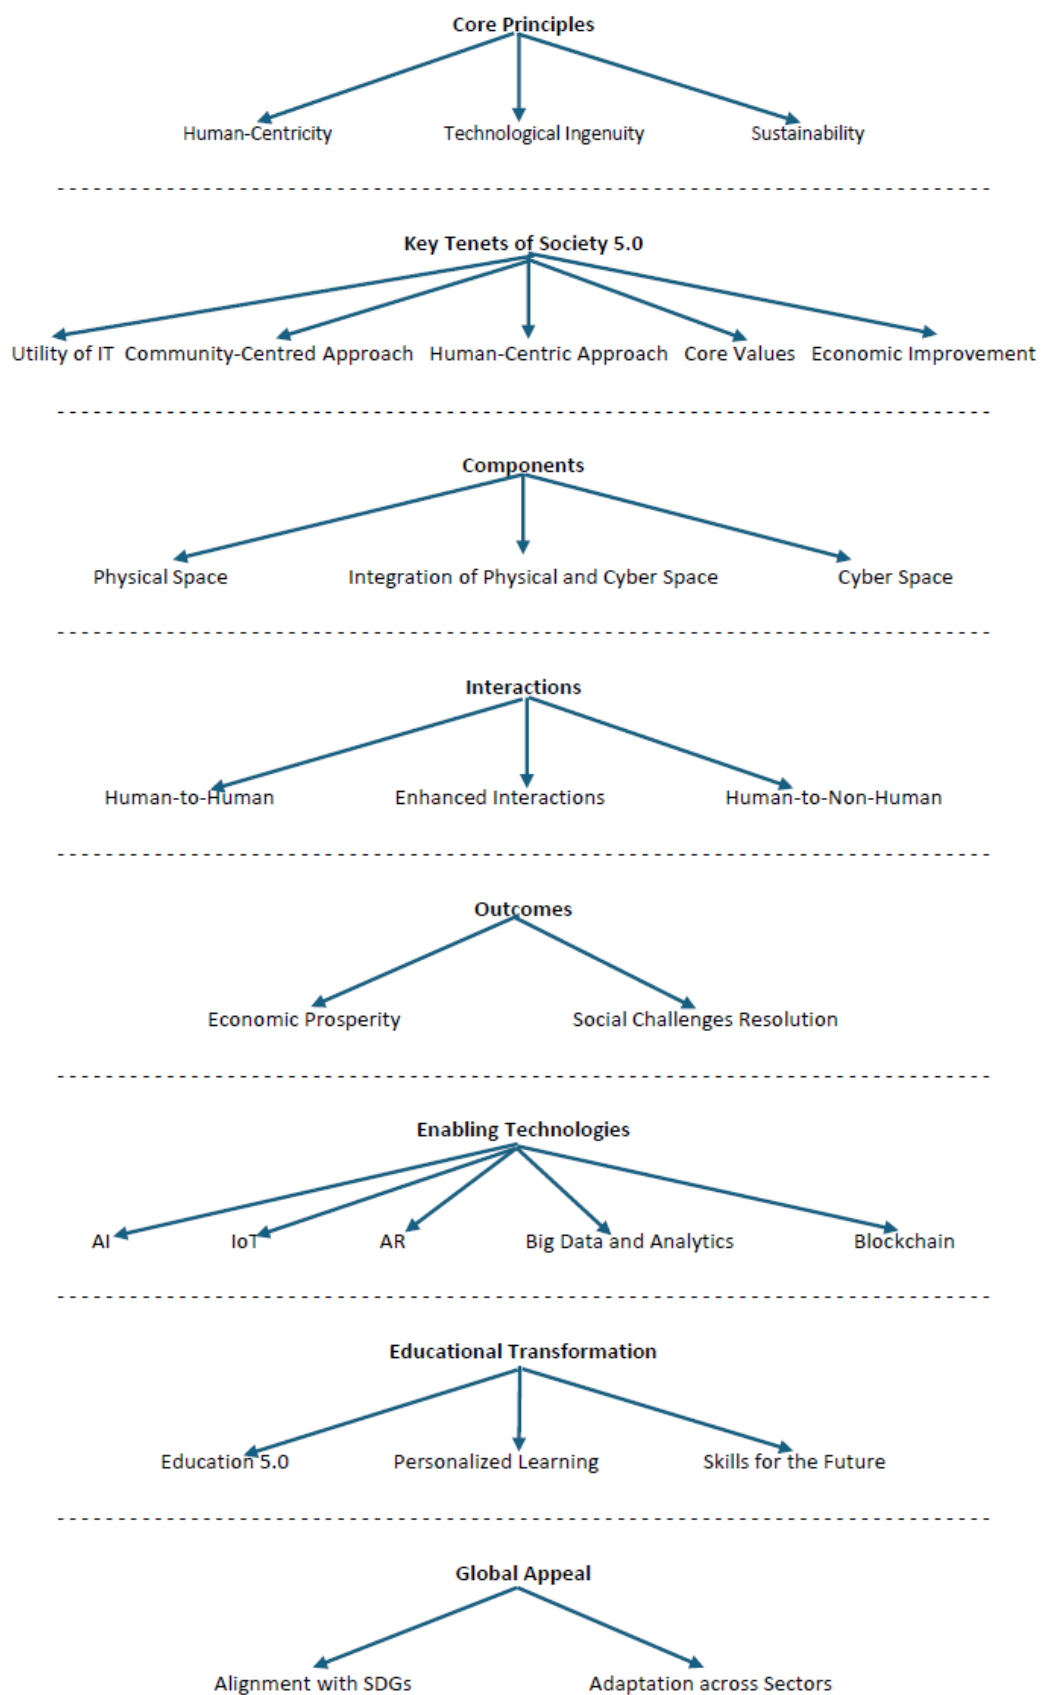 Core Principles
Human-Centricity Technological Ingenuity Sustainability
Key Tenets of Society 5.0
Utility of IT Community-Centred Approach Human-Centric Approach Core Values Economic Improvement
Components
Physical Space Integration of Physical and Cyber Space Cyber Space
Interactions
Human-to-Human Enhanced Interactions Human-to-Non-Human
Outcomes
Economic Prosperity Social Challenges Resolution
Enabling Technologies
AI IoT AR Big Data and Analytics Blockchain
Educational Transformation
Education 5.0 Personalized Learning Skills for the Future
Global Appeal
Alignment with SDGs Adaptation across Sectors